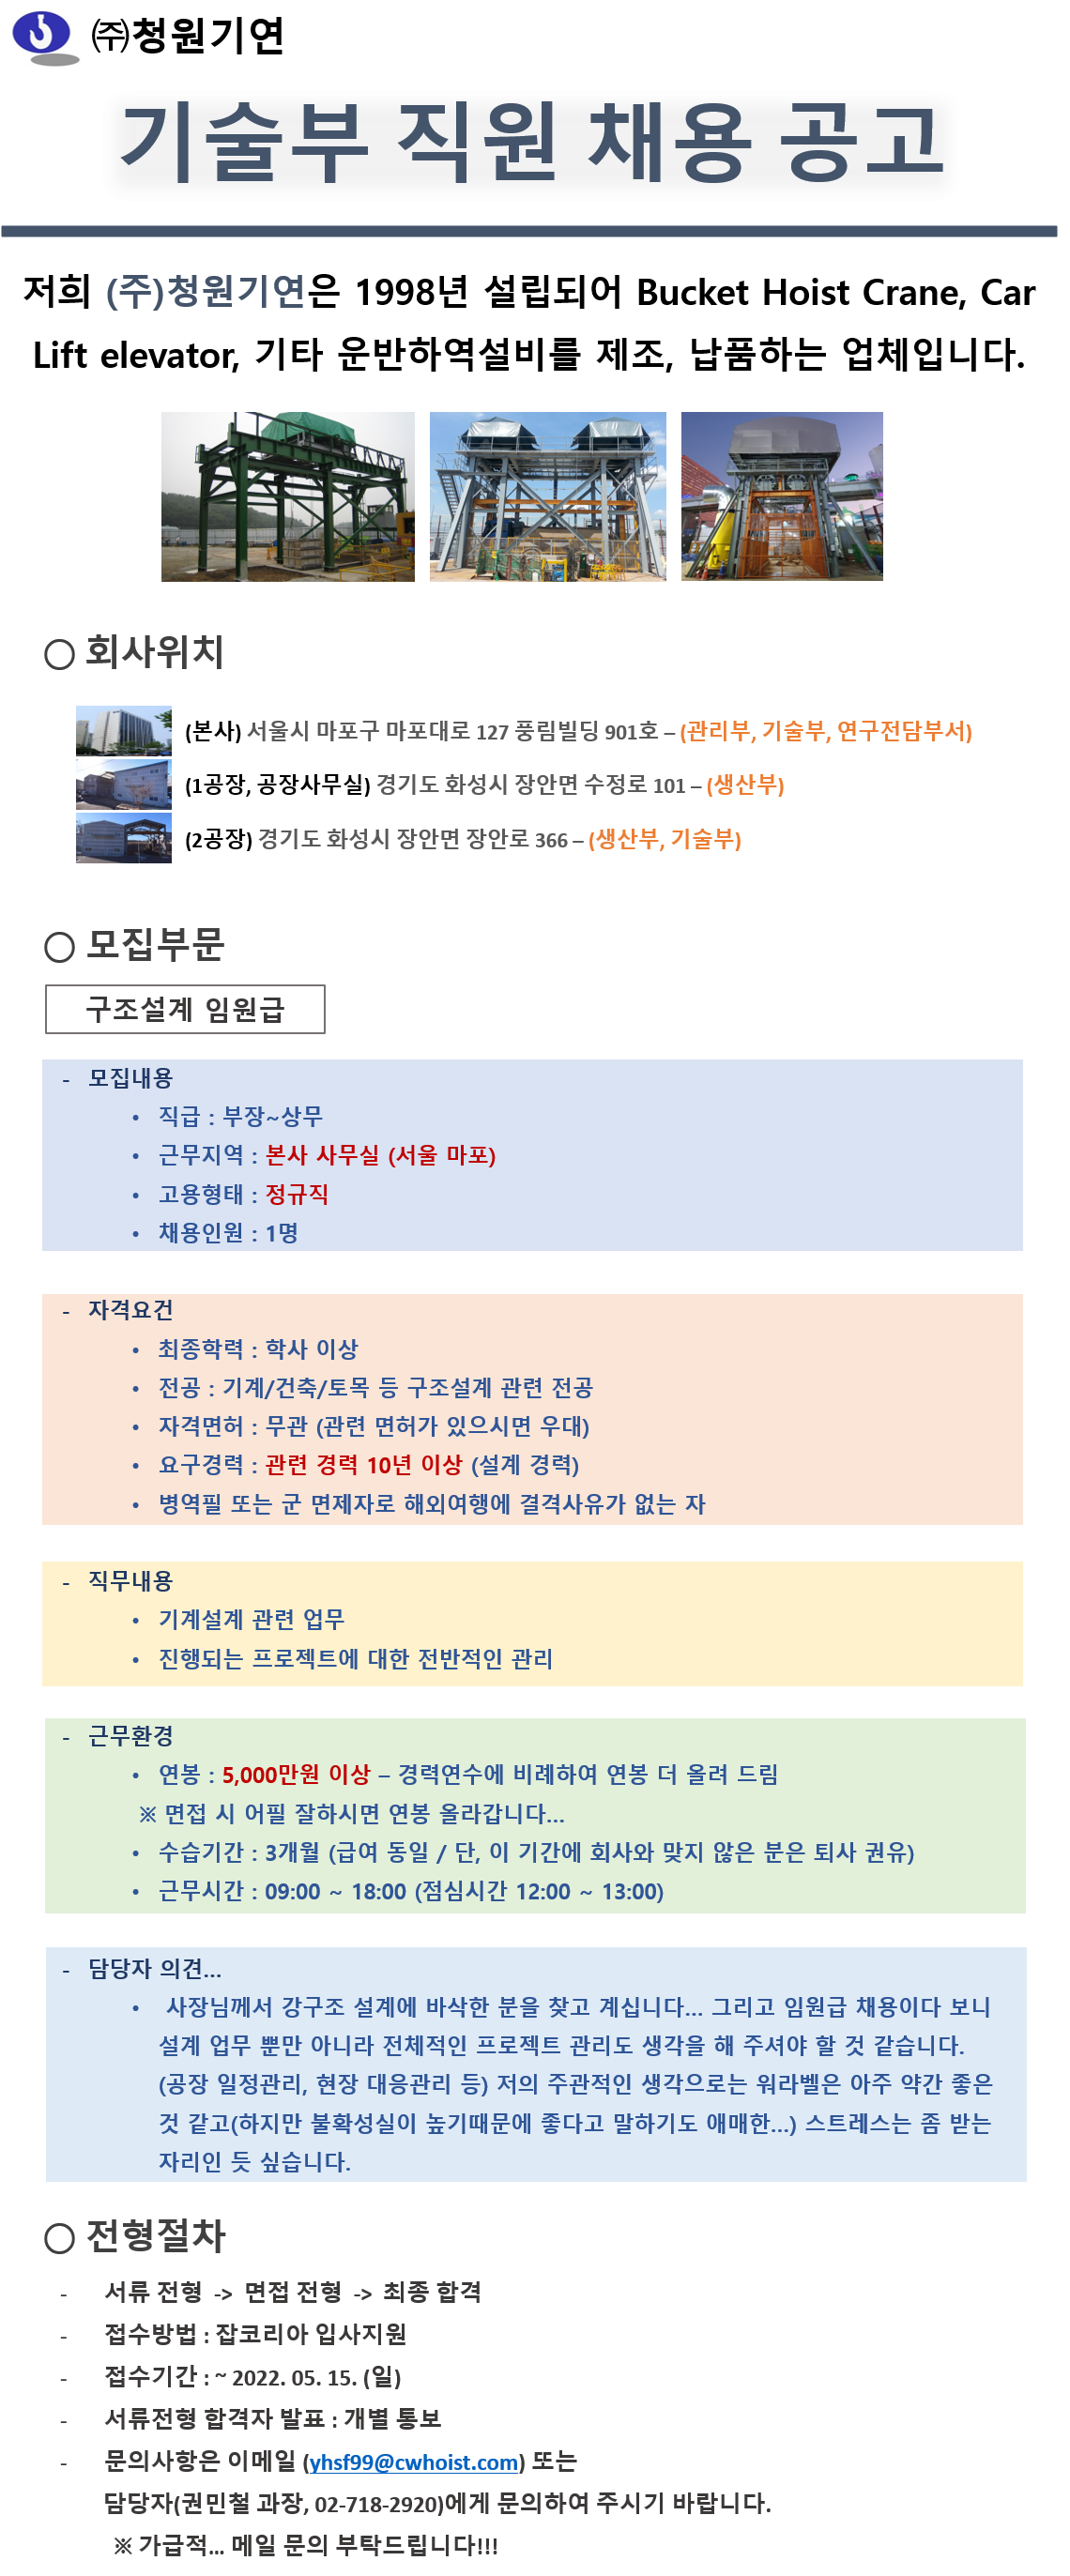 ㈜청원기연
기술부 직원 채용 공고
저희 (주)청원기연은 1998년 설립되어 Bucket Hoist Crane, Car
Lift elevator, 기타 운반하역설비를 제조, 납품하는 업체입니다.
○ 회사위치
(본사) 서울시 마포구 마포대로 127 풍림빌딩 901호 – (관리부, 기술부, 연구전담부서)
(1공장, 공장사무실) 경기도 화성시 장안면 수정로 101 – (생산부)
(2공장) 경기도 화성시 장안면 장안로 366 – (생산부, 기술부)
○ 모집부문
구조설계 임원급
- 모집내용
• 직급 : 부장~상무
• 근무지역 : 본사 사무실 (서울 마포)
• 고용형태 : 정규직
• 채용인원 : 1명
- 자격요건
• 최종학력 : 학사 이상
• 전공 : 기계/건축/토목 등 구조설계 관련 전공
• 자격면허 : 무관 (관련 면허가 있으시면 우대)
• 요구경력 : 관련 경력 10년 이상 (설계 경력)
• 병역필 또는 군 면제자로 해외여행에 결격사유가 없는 자
- 직무내용
• 기계설계 관련 업무
• 진행되는 프로젝트에 대한 전반적인 관리
- 근무환경
• 연봉 : 5,000만원 이상 – 경력연수에 비례하여 연봉 더 올려 드림
※ 면접 시 어필 잘하시면 연봉 올라갑니다...
• 수습기간 : 3개월 (급여 동일 / 단, 이 기간에 회사와 맞지 않은 분은 퇴사 권유)
• 근무시간 : 09:00 ~ 18:00 (점심시간 12:00 ~ 13:00)
- 담당자 의견...
• 사장님께서 강구조 설계에 바삭한 분을 찾고 계십니다... 그리고 임원급 채용이다 보니
설계 업무 뿐만 아니라 전체적인 프로젝트 관리도 생각을 해 주셔야 할 것 같습니다.
(공장 일정관리, 현장 대응관리 등) 저의 주관적인 생각으로는 워라벨은 아주 약간 좋은
것 같고(하지만 불확성실이 높기때문에 좋다고 말하기도 애매한...) 스트레스는 좀 받는
자리인 듯 싶습니다.
○ 전형절차
- 서류 전형 -> 면접 전형 -> 최종 합격
- 접수방법 : 잡코리아 입사지원
- 접수기간 : ~ 2022. 05. 15. (일)
- 서류전형 합격자 발표 : 개별 통보
- 문의사항은 이메일 (yhsf99@cwhoist.com) 또는
담당자(권민철 과장, 02-718-2920)에게 문의하여 주시기 바랍니다.
※ 가급적... 메일 문의 부탁드립니다!!!